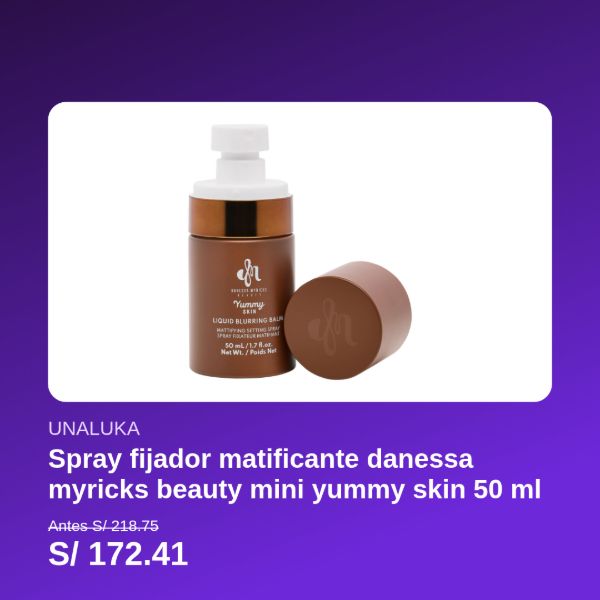 DANESSA MYRICKS
BEAUTY
Yummy
SKIN
LIQUID BLURRING BALM
MATTIFYING SETTING SPRAY
SPRAY FIXATEUR MATIFIANT
50 mL / 1.7 fl.oz.
Net Wt. / Poids Net
UNALUKA
Spray fijador matificante danessa
myricks beauty mini yummy skin 50 ml
Antes S/ 218.75
S/ 172.41